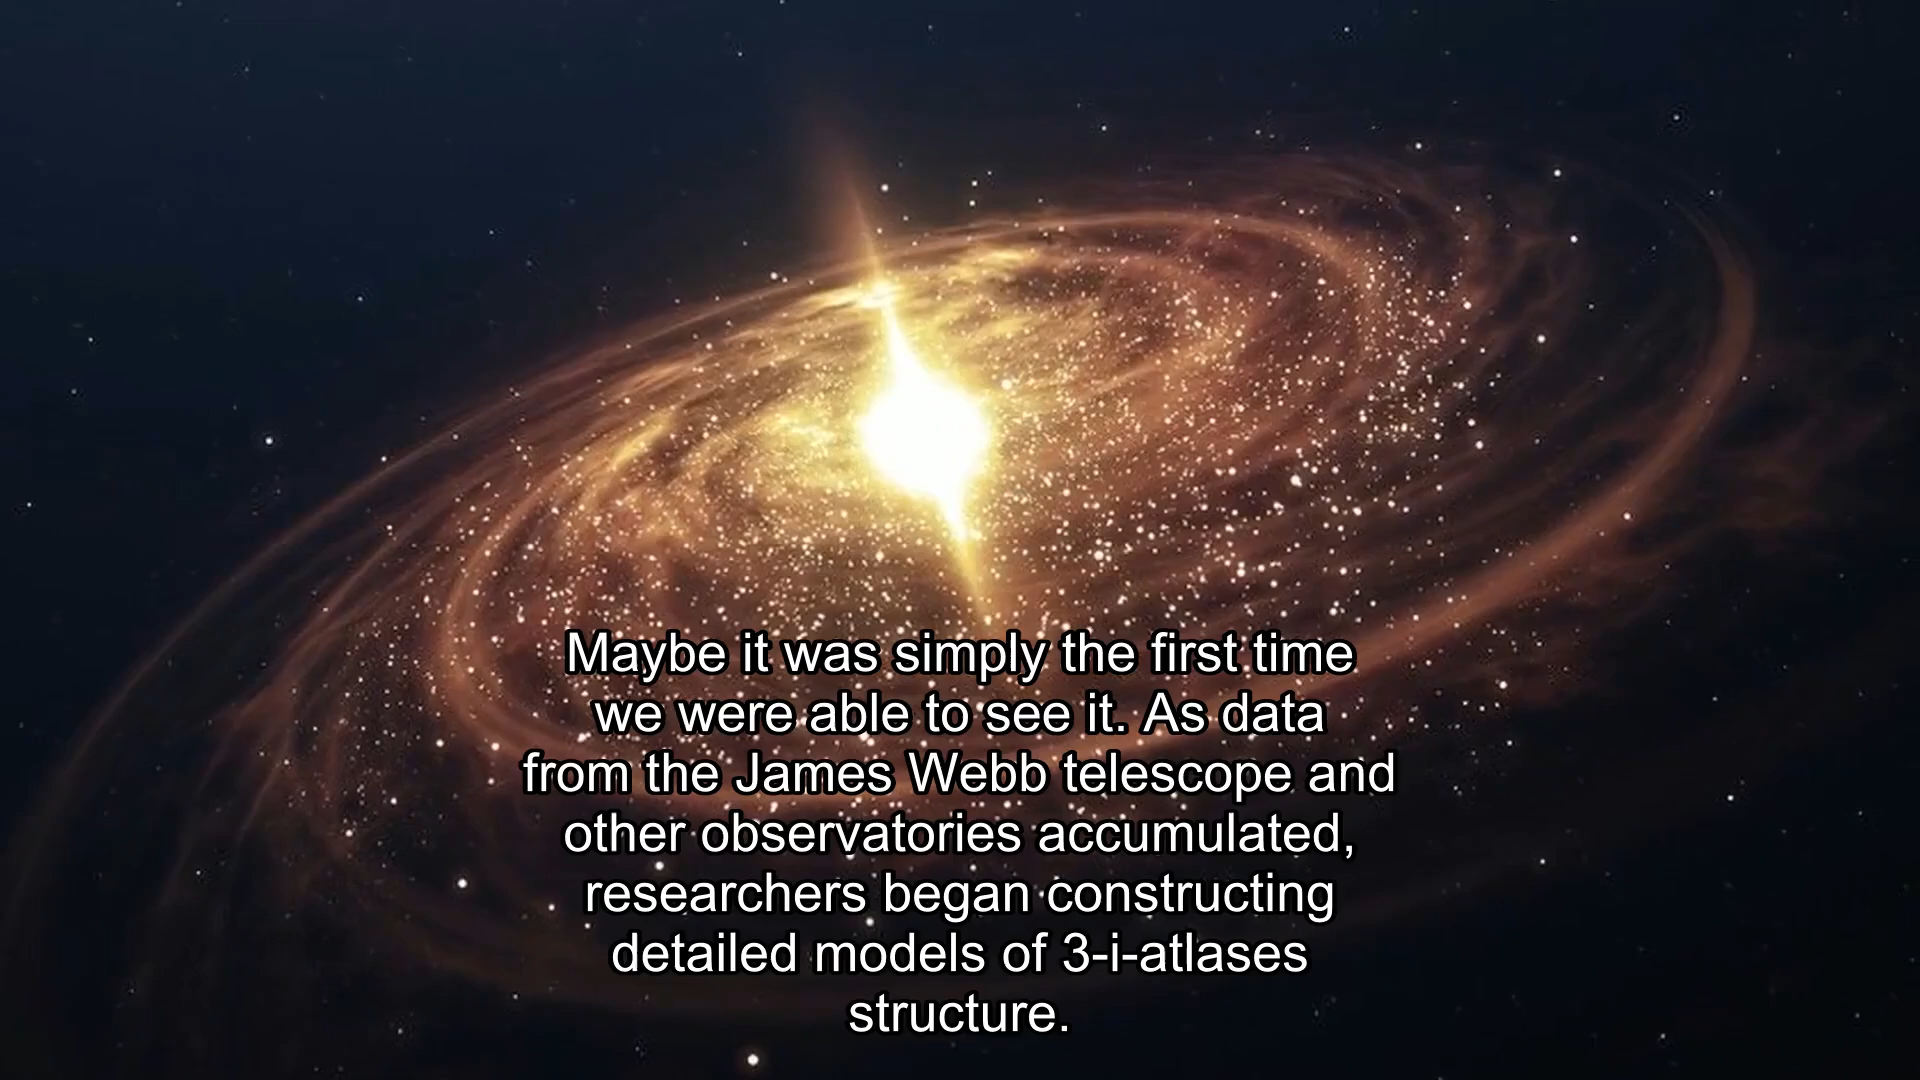 Maybe it was simply the first time
we were able to see it. As data
from the James Webb telescope and
other observatories accumulated,
researchers began constructing
detailed models of 3-i-atlases
structure.